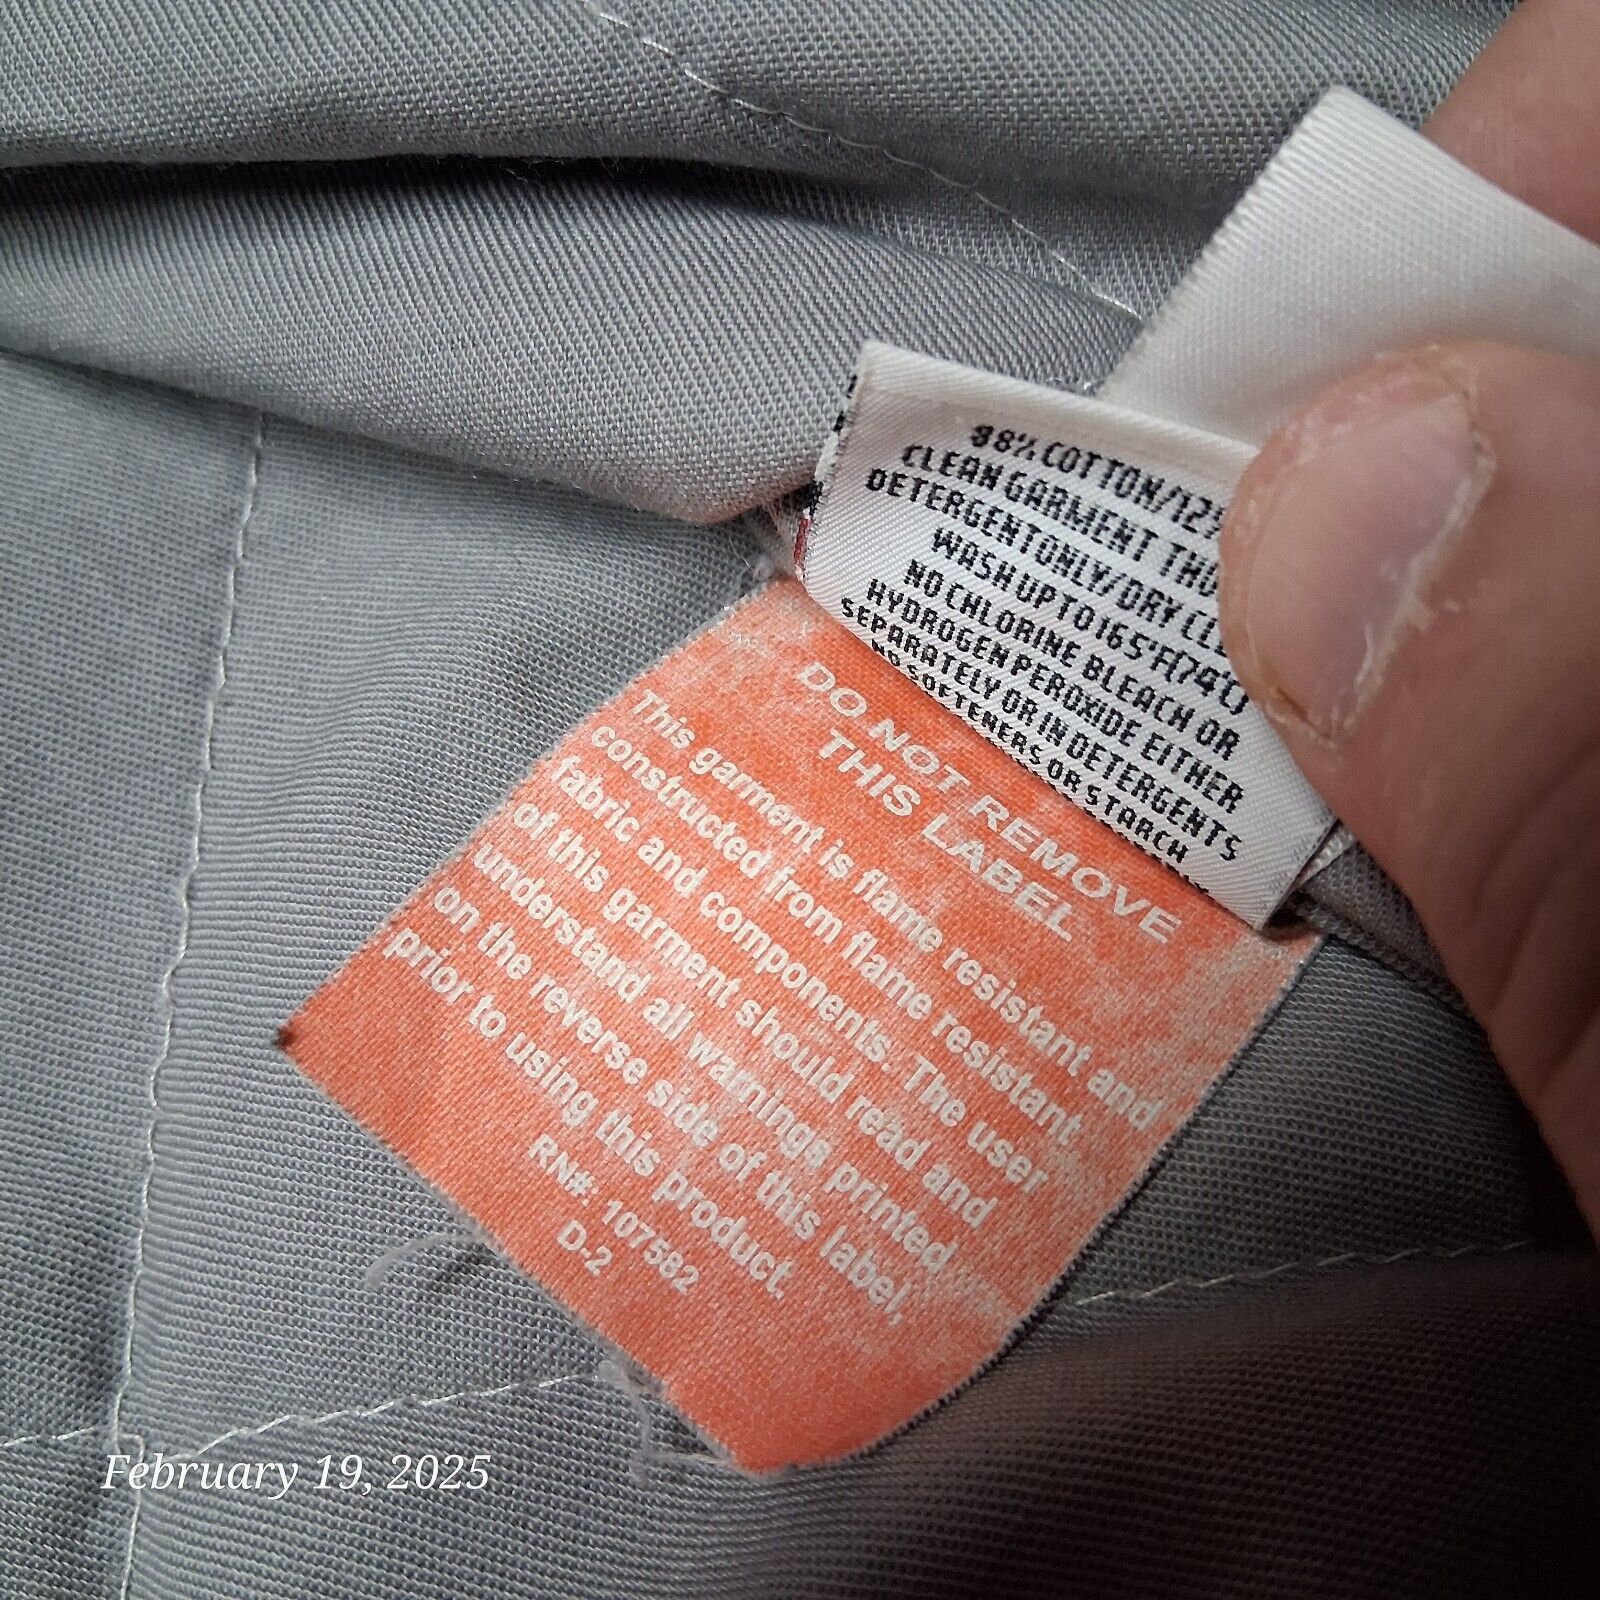 88% COTTON/12%
CLEAN GARMENT
DETERGENT ONLY/DRY
WASH UP TO 165°F(74°C)
NO CHLORINE BLEACH OR
HYDROGEN PEROXIDE EITHER
SEPARATELY OR IN DETERGENTS
NO SOFTENERS OR STARCH
DO NOT REMOVE
THIS LABEL
This garment is flame resistant and
constructed from flame resistant
fabric and components. The user
of this garment should read and
understand all warnings printed
on the reverse side of this label,
prior to using this product.
RN#: 107582
D-2
February 19, 2025